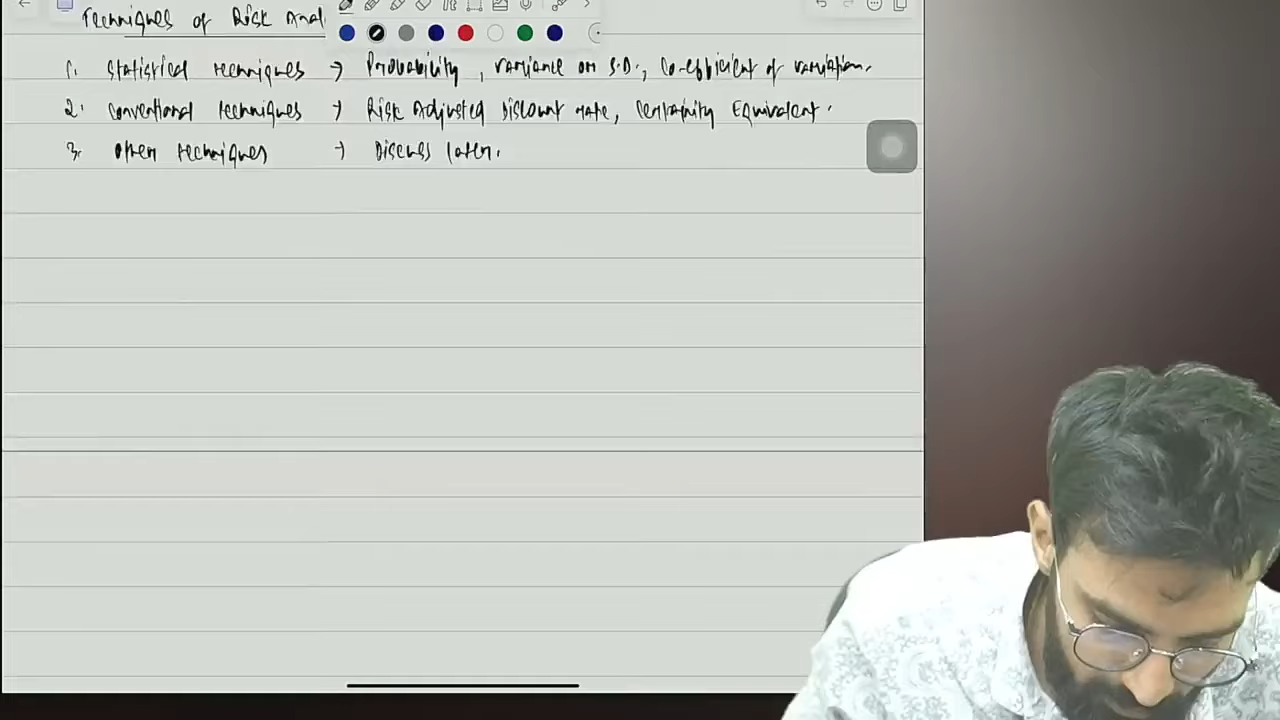 Techniques of Risk Anal
1. Statistical Techniques → Probability, Variance or S.D., Co-efficient of variation.
2. Conventional Techniques → Risk Adjusted Discount rate, Certainity Equivalent.
3. Other techniques → Discuss later.